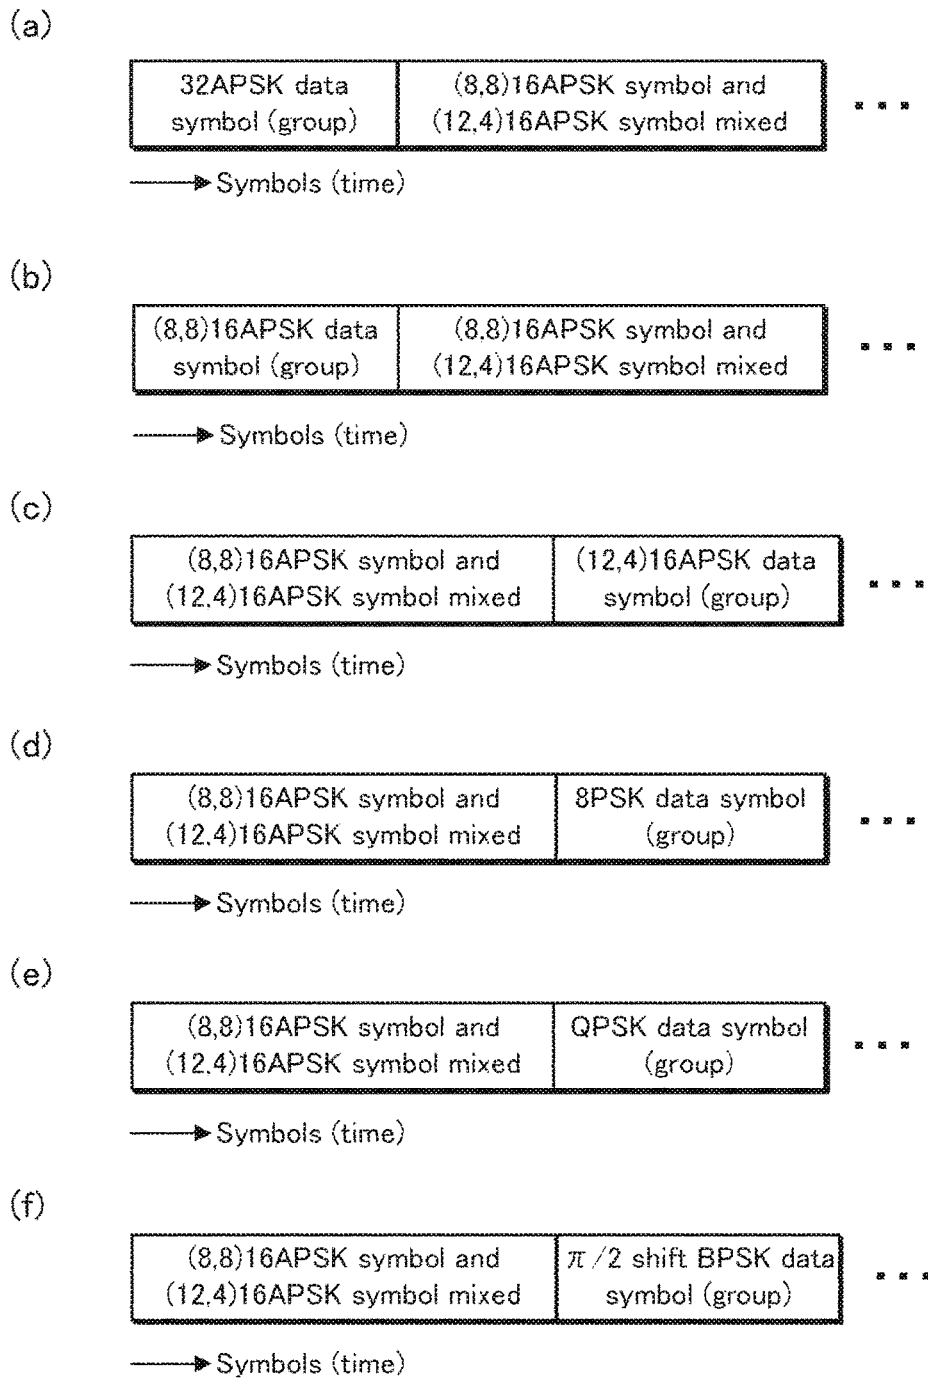 (a)
32APSK data
symbol (group)
(8,8)16APSK symbol and
(12,4)16APSK symbol mixed
Symbols (time)
(b)
(8,8)16APSK data
symbol (group)
(8,8)16APSK symbol and
(12,4)16APSK symbol mixed
Symbols (time)
(c)
(8,8)16APSK symbol and
(12,4)16APSK symbol mixed
(12,4)16APSK data
symbol (group)
Symbols (time)
(d)
(8,8)16APSK symbol and
(12,4)16APSK symbol mixed
8PSK data symbol
(group)
Symbols (time)
(e)
(8,8)16APSK symbol and
(12,4)16APSK symbol mixed
QPSK data symbol
(group)
Symbols (time)
(f)
(8,8)16APSK symbol and
(12,4)16APSK symbol mixed
π/2 shift BPSK data
symbol (group)
Symbols (time)